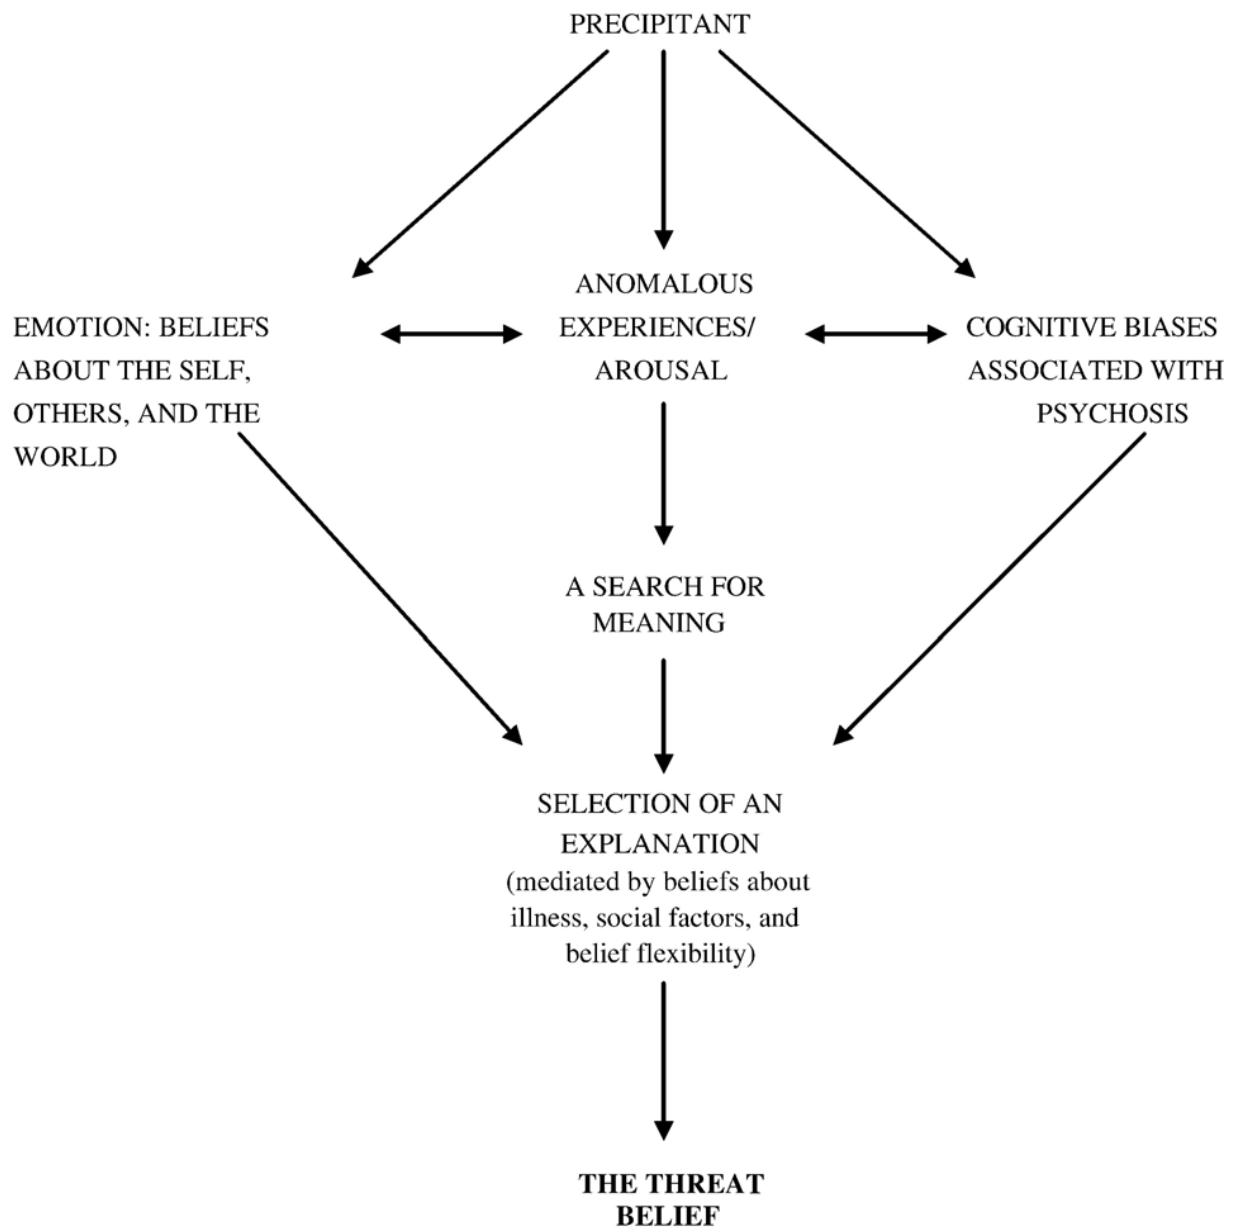 PRECIPITANT
EMOTION: BELIEFS
ABOUT THE SELF,
OTHERS, AND THE
WORLD
ANOMALOUS
EXPERIENCES/
AROUSAL
COGNITIVE BIASES
ASSOCIATED WITH
PSYCHOSIS
A SEARCH FOR
MEANING
SELECTION OF AN
EXPLANATION
(mediated by beliefs about
illness, social factors, and
belief flexibility)
THE THREAT
BELIEF